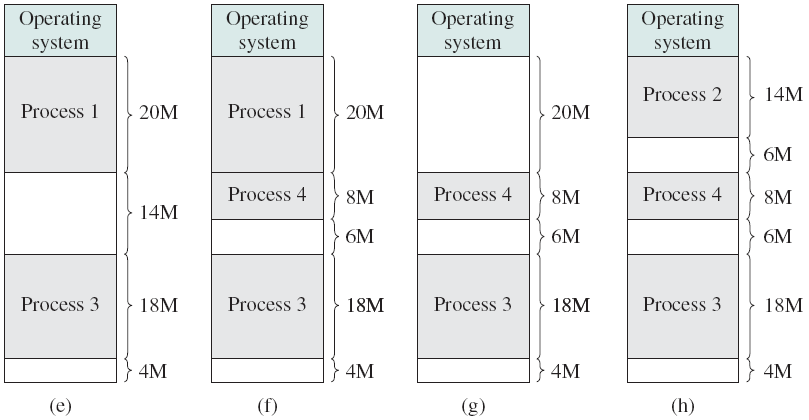 Operating
system
Process 1
20M
14M
Process 3
18M
4M
(e)
Operating
system
Process 1
20M
Process 4
8M
6M
Process 3
18M
4M
(f)
Operating
system
20M
Process 4
8M
6M
Process 3
18M
4M
(g)
Operating
system
Process 2
14M
6M
Process 4
8M
6M
Process 3
18M
4M
(h)